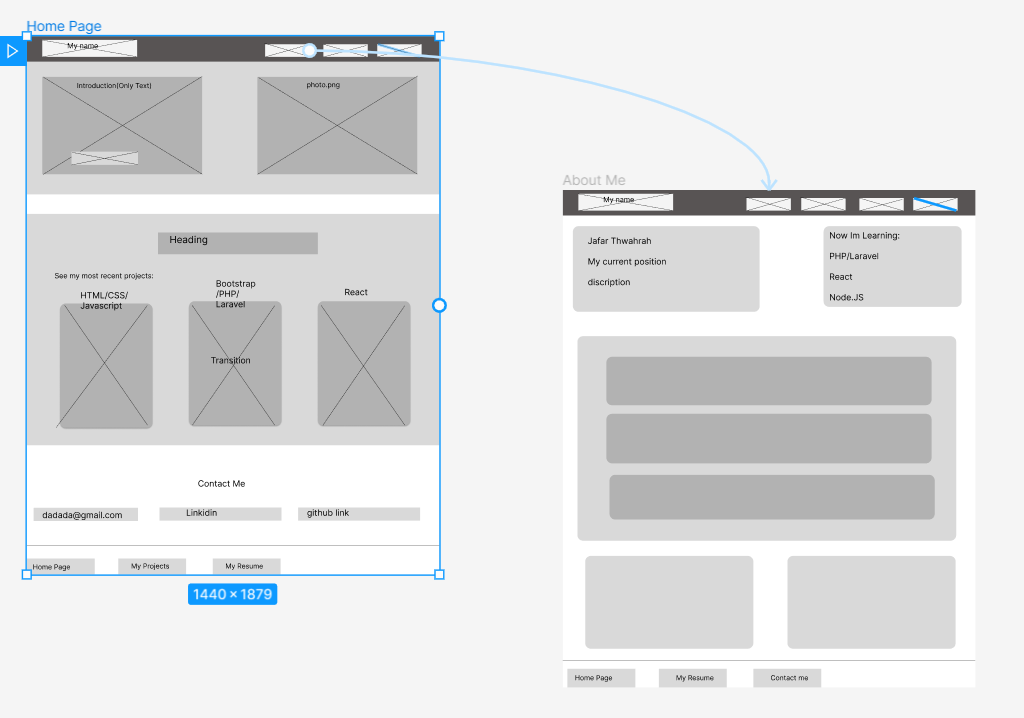 Home Page
My name
Introduction(Only Text)
photo.png
Heading
See my most recent projects:
HTML/CSS/
Javascript
Bootstrap
/PHP/
Laravel
React
Transition
Contact Me
dadada@gmail.com
Linkidin
github link
Home Page
My Projects
My Resume
1440 × 1879
About Me
My name
Jafar Thwahrah
My current position
discription
Now Im Learning:
PHP/Laravel
React
Node.JS
Home Page
My Resume
Contact me